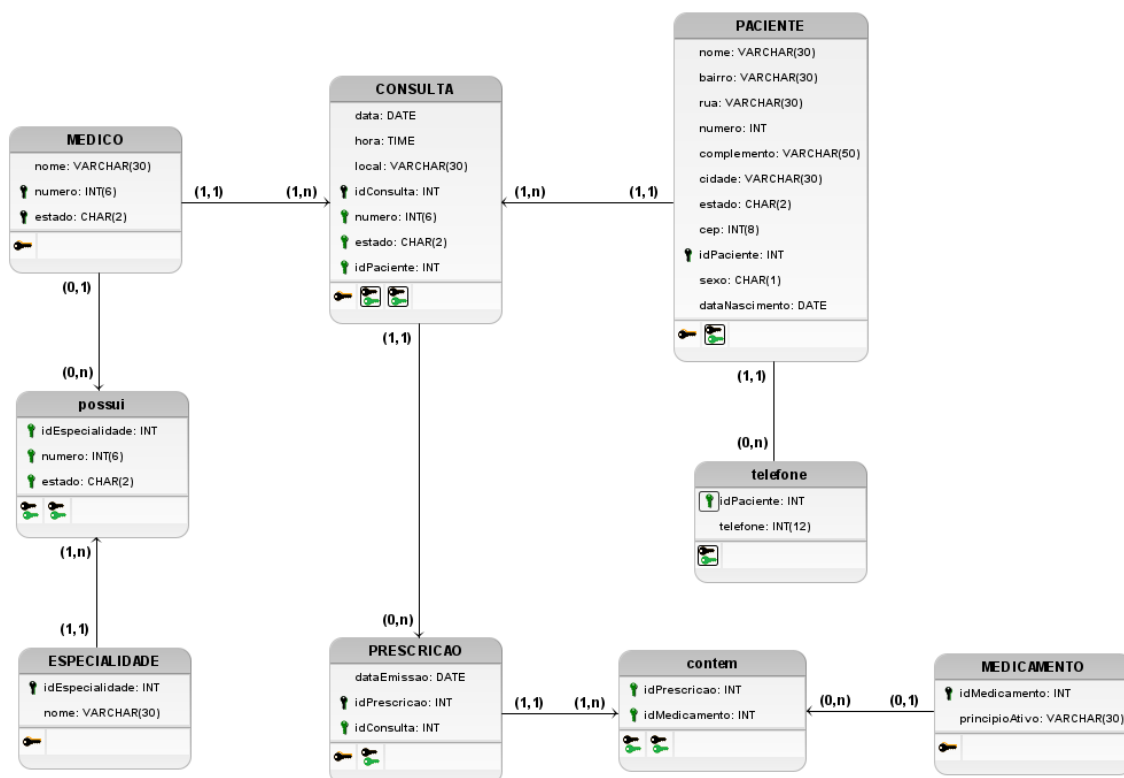 PACIENTE
nome: VARCHAR(30)
bairro: VARCHAR(30)
rua: VARCHAR(30)
numero: INT
complemento: VARCHAR(50)
cidade: VARCHAR(30)
estado: CHAR(2)
cep: INT(8)
idPaciente: INT
sexo: CHAR(1)
dataNascimento: DATE
CONSULTA
data: DATE
hora: TIME
local: VARCHAR(30)
idConsulta: INT
numero: INT(6)
estado: CHAR(2)
idPaciente: INT
MEDICO
nome: VARCHAR(30)
numero: INT(6)
estado: CHAR(2)
(1,1)
(1,n)
(1,n)
(1,1)
(0,1)
(0,n)
possui
idEspecialidade: INT
numero: INT(6)
estado: CHAR(2)
(1,n)
(1,1)
ESPECIALIDADE
idEspecialidade: INT
nome: VARCHAR(30)
(1,1)
(0,n)
PRESCRICAO
dataEmissao: DATE
idPrescricao: INT
idConsulta: INT
(1,1)
(0,n)
telefone
idPaciente: INT
telefone: INT(12)
(1,1)
(1,n)
contem
idPrescricao: INT
idMedicamento: INT
(0,n)
(0,1)
MEDICAMENTO
idMedicamento: INT
principioAtivo: VARCHAR(30)